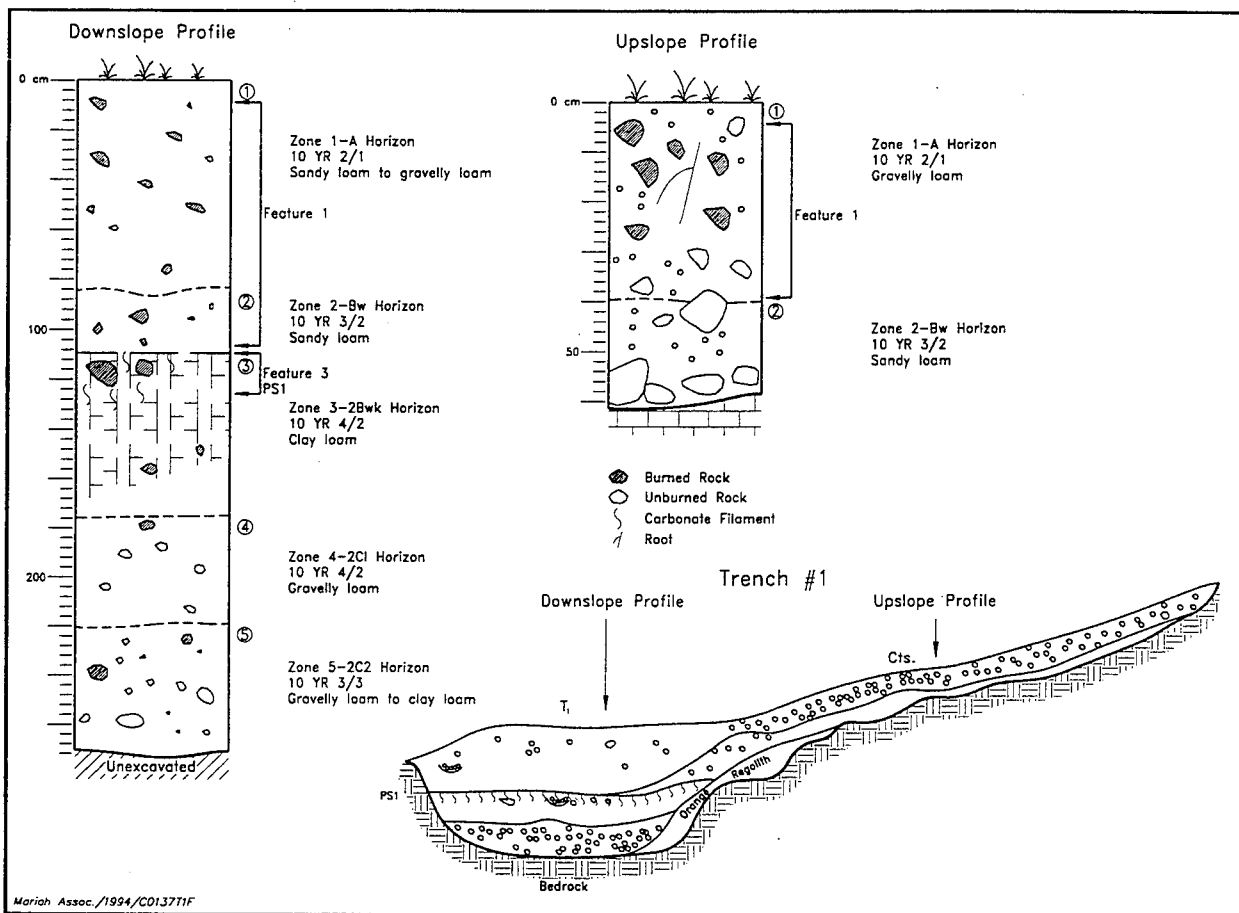 Downslope Profile
0 cm
①
Zone 1-A Horizon
10 YR 2/1
Sandy loam to gravelly loam
Feature 1
②
Zone 2-Bw Horizon
10 YR 3/2
Sandy loam
100
③
Feature 3
PS1
Zone 3-2Bwk Horizon
10 YR 4/2
Clay loam
④
Zone 4-2Cl Horizon
10 YR 4/2
Gravelly loam
200
⑤
Zone 5-2C2 Horizon
10 YR 3/3
Gravelly loam to clay loam
Unexcavated
Upslope Profile
0 cm
①
Zone 1-A Horizon
10 YR 2/1
Gravelly loam
Feature 1
②
Zone 2-Bw Horizon
10 YR 3/2
Sandy loam
50
Burned Rock
Unburned Rock
Carbonate Filament
Root
Trench #1
Downslope Profile
Upslope Profile
Cts.
T₁
PS1
Orange Regolith
Bedrock
Mariah Assoc./1994/C0137T1F